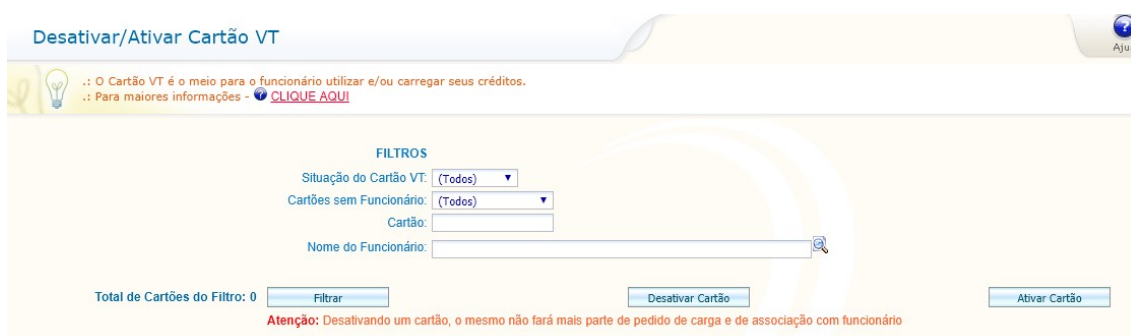 Desativar/Ativar Cartão VT
Aju
.: O Cartão VT é o meio para o funcionário utilizar e/ou carregar seus créditos.
.: Para maiores informações - ? CLIQUE AQUI
FILTROS
Situação do Cartão VT: (Todos)
Cartões sem Funcionário: (Todos)
Cartão:
Nome do Funcionário:
Total de Cartões do Filtro: 0 Filtrar Desativar Cartão Ativar Cartão
Atenção: Desativando um cartão, o mesmo não fará mais parte de pedido de carga e de associação com funcionário